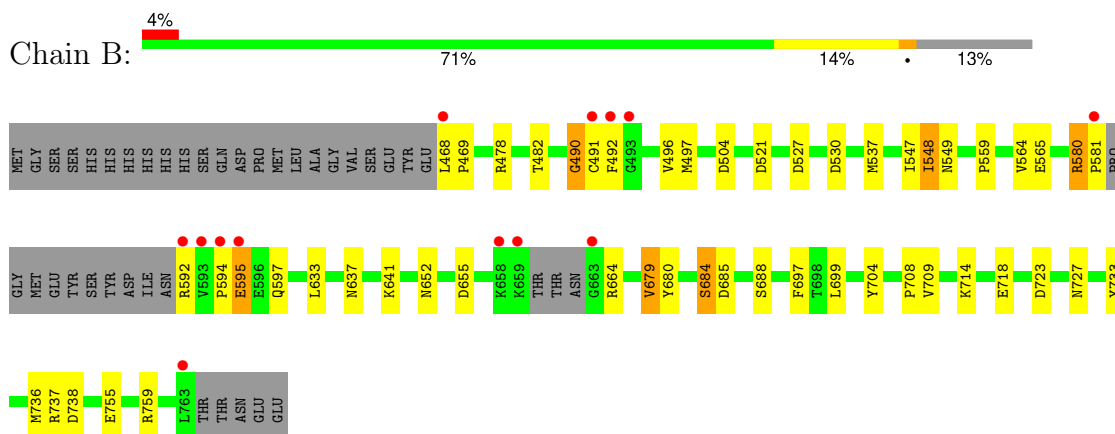 4%
Chain B:
71% 14% • 13%
MET GLY SER SER HIS HIS HIS HIS HIS HIS SER GLN ASP PRO MET LEU ALA GLY VAL SER GLU TYR GLU L468 P469 R478 T482 G490 C491 F492 G493 V496 M497 D504 D521 D527 D530 M537 I547 I548 N549 P559 V564 E565 R580 P581 PRO
GLY MET GLU TYR SER TYR ASP ILE ASN R592 V593 P594 E595 E596 Q597 L633 N637 K641 N652 D655 K658 K659 THR THR ASN G663 R664 V679 Y680 S684 D685 S688 F697 T698 L699 Y704 P708 V709 K714 E718 D723 N727
M736 R737 D738 E755 R759 L763 THR THR ASN GLU GLU